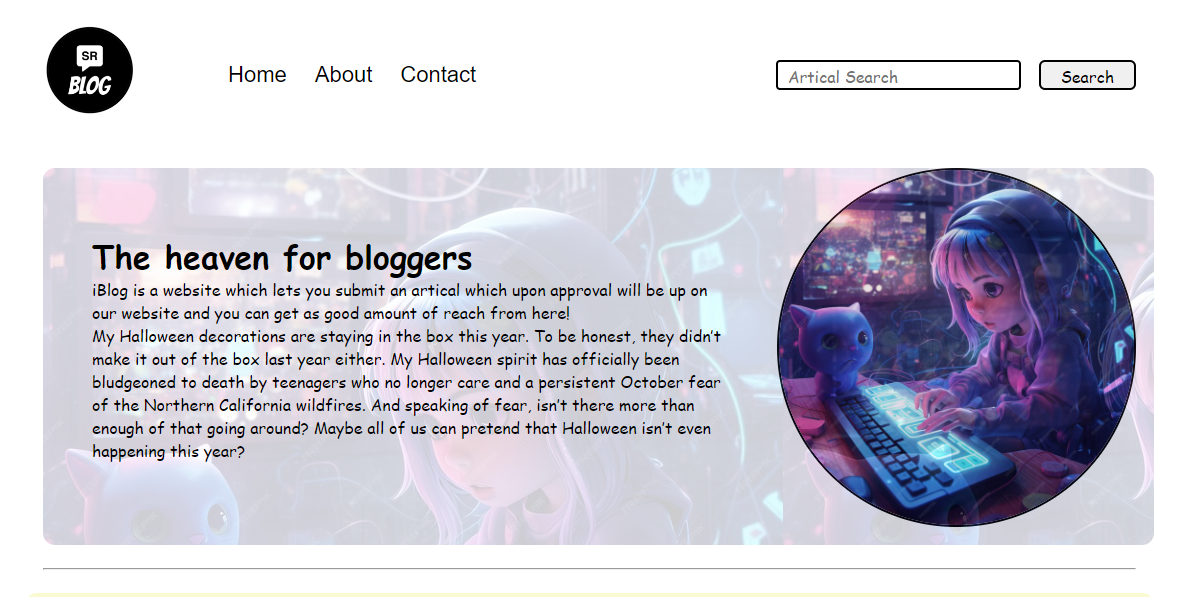 SR
BLOG
Home About Contact
Artical Search
Search
The heaven for bloggers
iBlog is a website which lets you submit an artical which upon approval will be up on
our website and you can get as good amount of reach from here!
My Halloween decorations are staying in the box this year. To be honest, they didn’t
make it out of the box last year either. My Halloween spirit has officially been
bludgeoned to death by teenagers who no longer care and a persistent October fear
of the Northern California wildfires. And speaking of fear, isn’t there more than
enough of that going around? Maybe all of us can pretend that Halloween isn’t even
happening this year?